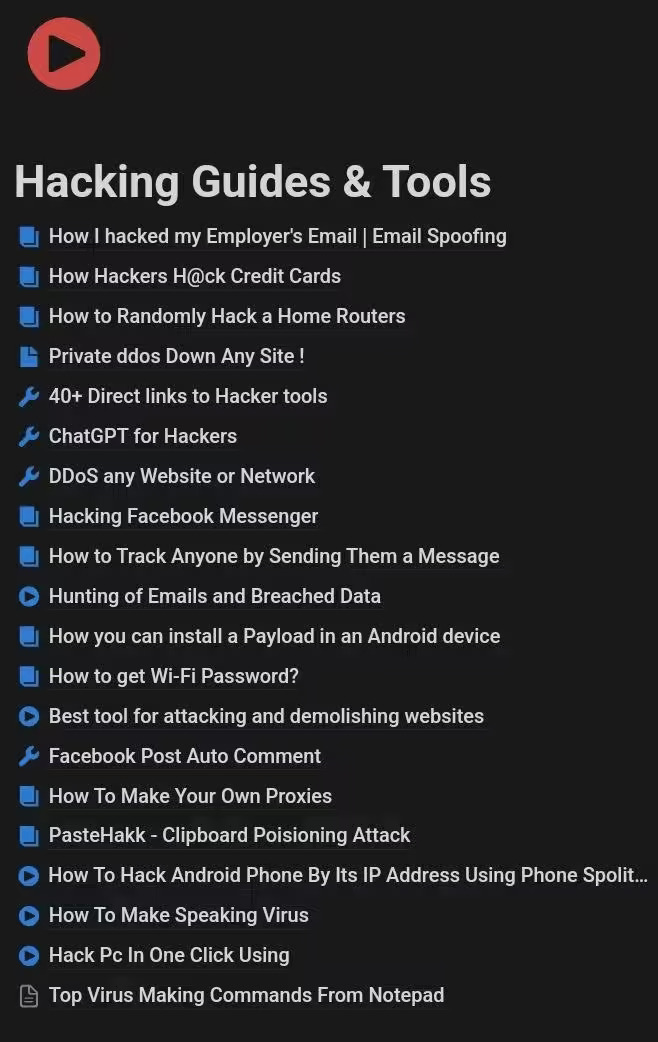 Hacking Guides & Tools
How I hacked my Employer's Email | Email Spoofing
How Hackers H@ck Credit Cards
How to Randomly Hack a Home Routers
Private ddos Down Any Site !
40+ Direct links to Hacker tools
ChatGPT for Hackers
DDoS any Website or Network
Hacking Facebook Messenger
How to Track Anyone by Sending Them a Message
Hunting of Emails and Breached Data
How you can install a Payload in an Android device
How to get Wi-Fi Password?
Best tool for attacking and demolishing websites
Facebook Post Auto Comment
How To Make Your Own Proxies
PasteHakk - Clipboard Poisioning Attack
How To Hack Android Phone By Its IP Address Using Phone Spolit...
How To Make Speaking Virus
Hack Pc In One Click Using
Top Virus Making Commands From Notepad